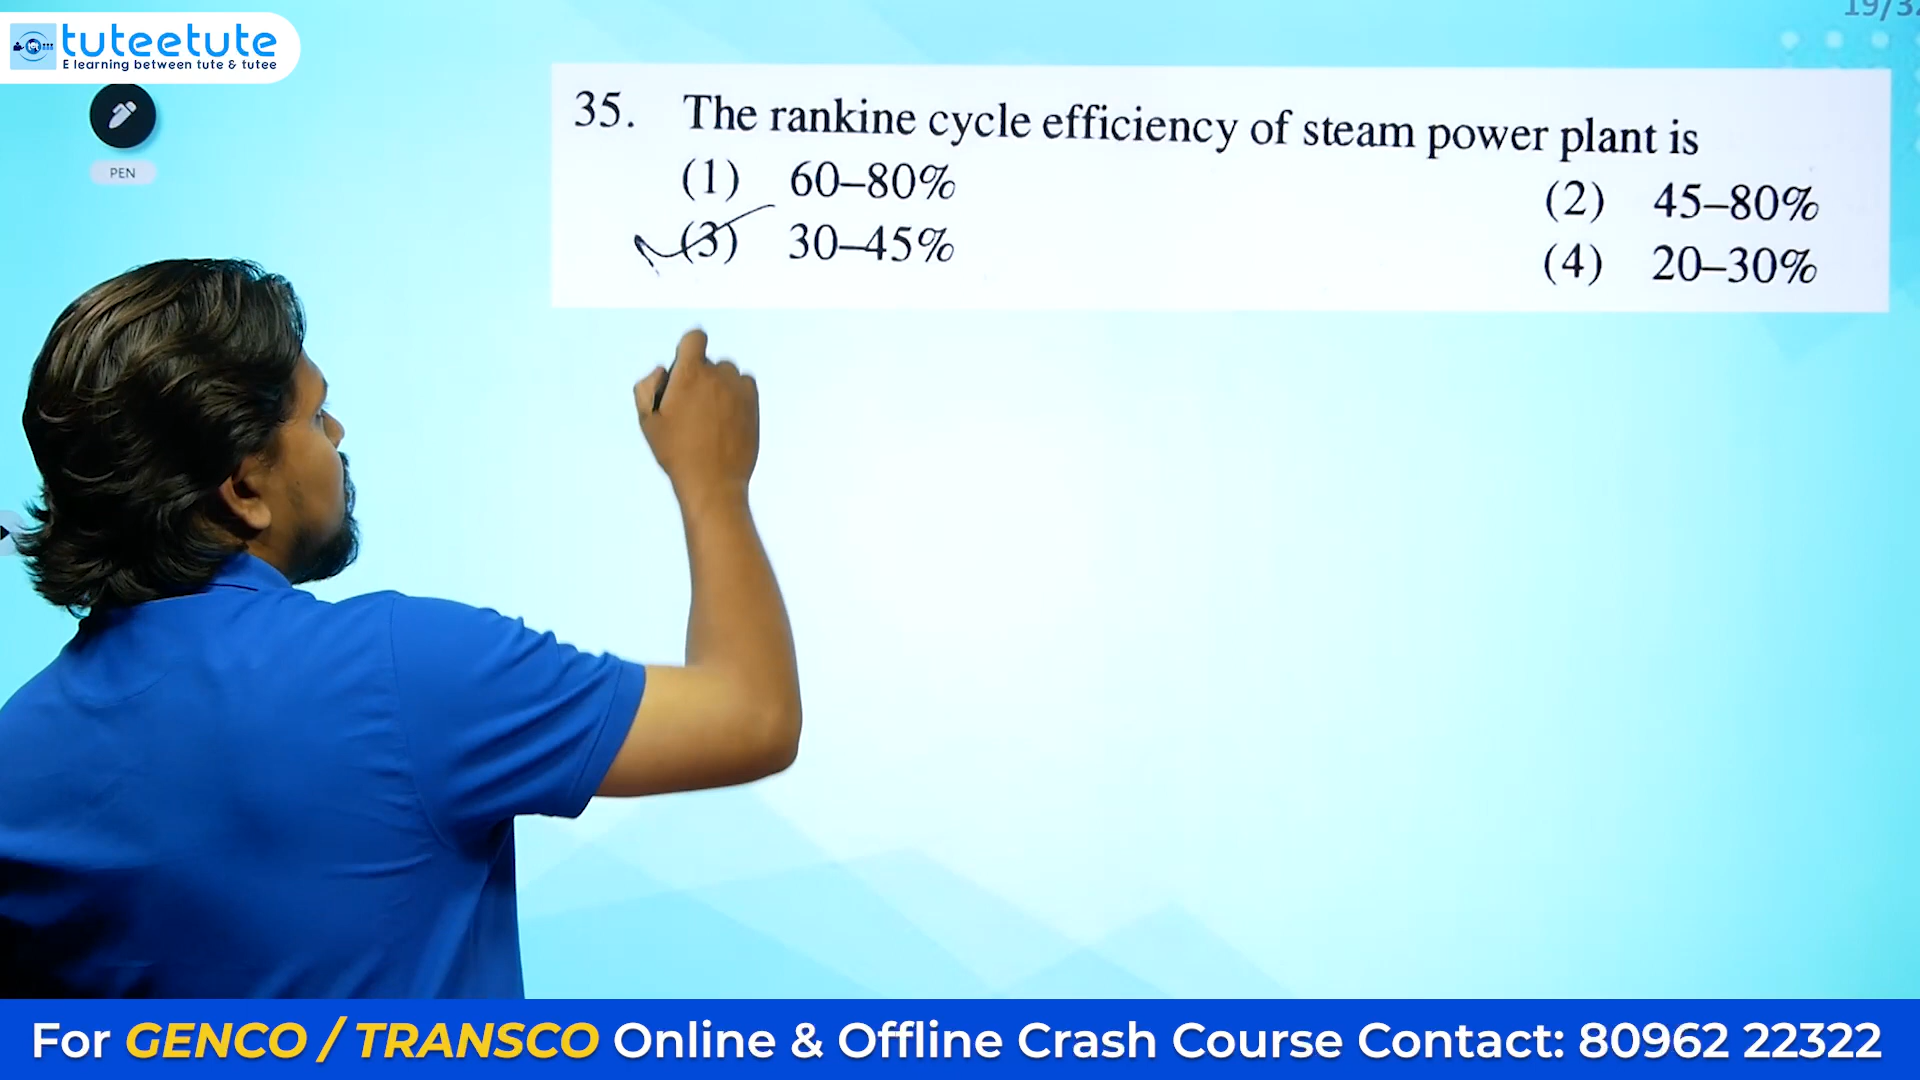 tuteetute
E learning between tute & tutee
PEN
35. The rankine cycle efficiency of steam power plant is
(1) 60–80% (2) 45–80%
(3) 30–45% (4) 20–30%
For GENCO / TRANSCO Online & Offline Crash Course Contact: 80962 22322